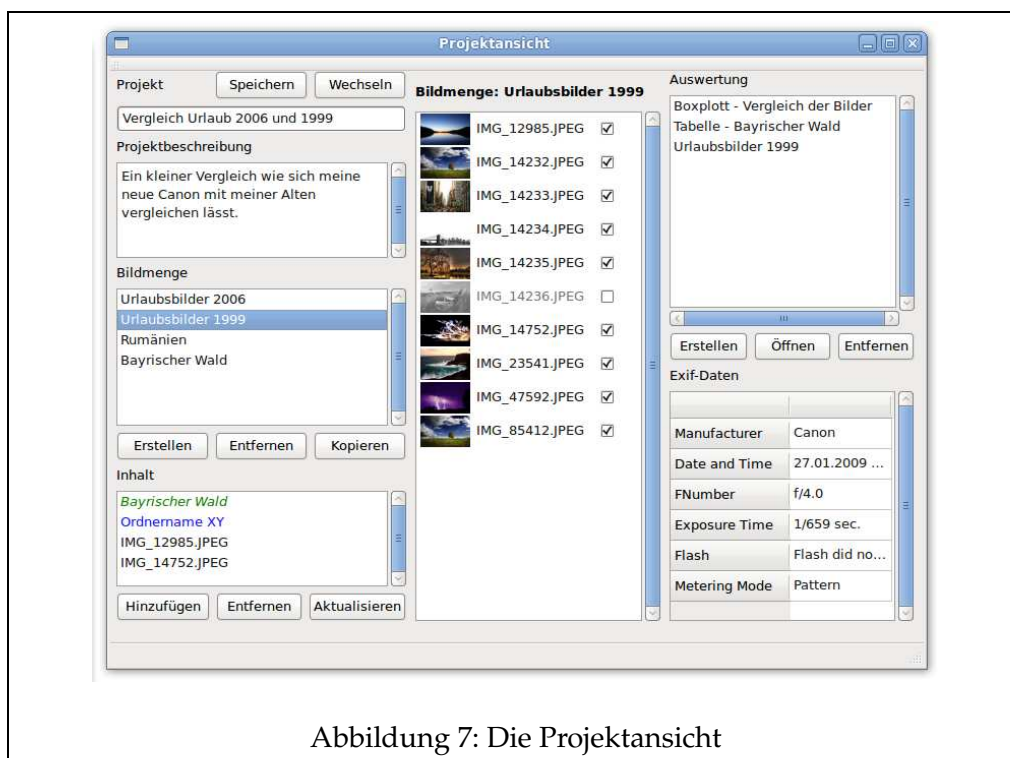 Projektansicht
Projekt
Speichern
Wechseln
Vergleich Urlaub 2006 und 1999
Projektbeschreibung
Ein kleiner Vergleich wie sich meine
neue Canon mit meiner Alten
vergleichen lässt.
Bildmenge
Urlaubsbilder 2006
Urlaubsbilder 1999
Rumänien
Bayrischer Wald
Erstellen
Entfernen
Kopieren
Inhalt
Bayrischer Wald
Ordnername XY
IMG_12985.JPEG
IMG_14752.JPEG
Hinzufügen
Entfernen
Aktualisieren
Bildmenge: Urlaubsbilder 1999
IMG_12985.JPEG
IMG_14232.JPEG
IMG_14233.JPEG
IMG_14234.JPEG
IMG_14235.JPEG
IMG_14236.JPEG
IMG_14752.JPEG
IMG_23541.JPEG
IMG_47592.JPEG
IMG_85412.JPEG
Auswertung
Boxplott - Vergleich der Bilder
Tabelle - Bayrischer Wald
Urlaubsbilder 1999
Erstellen
Öffnen
Entfernen
Exif-Daten
Manufacturer Canon
Date and Time 27.01.2009 ...
FNumber f/4.0
Exposure Time 1/659 sec.
Flash Flash did no...
Metering Mode Pattern
Abbildung 7: Die Projektansicht